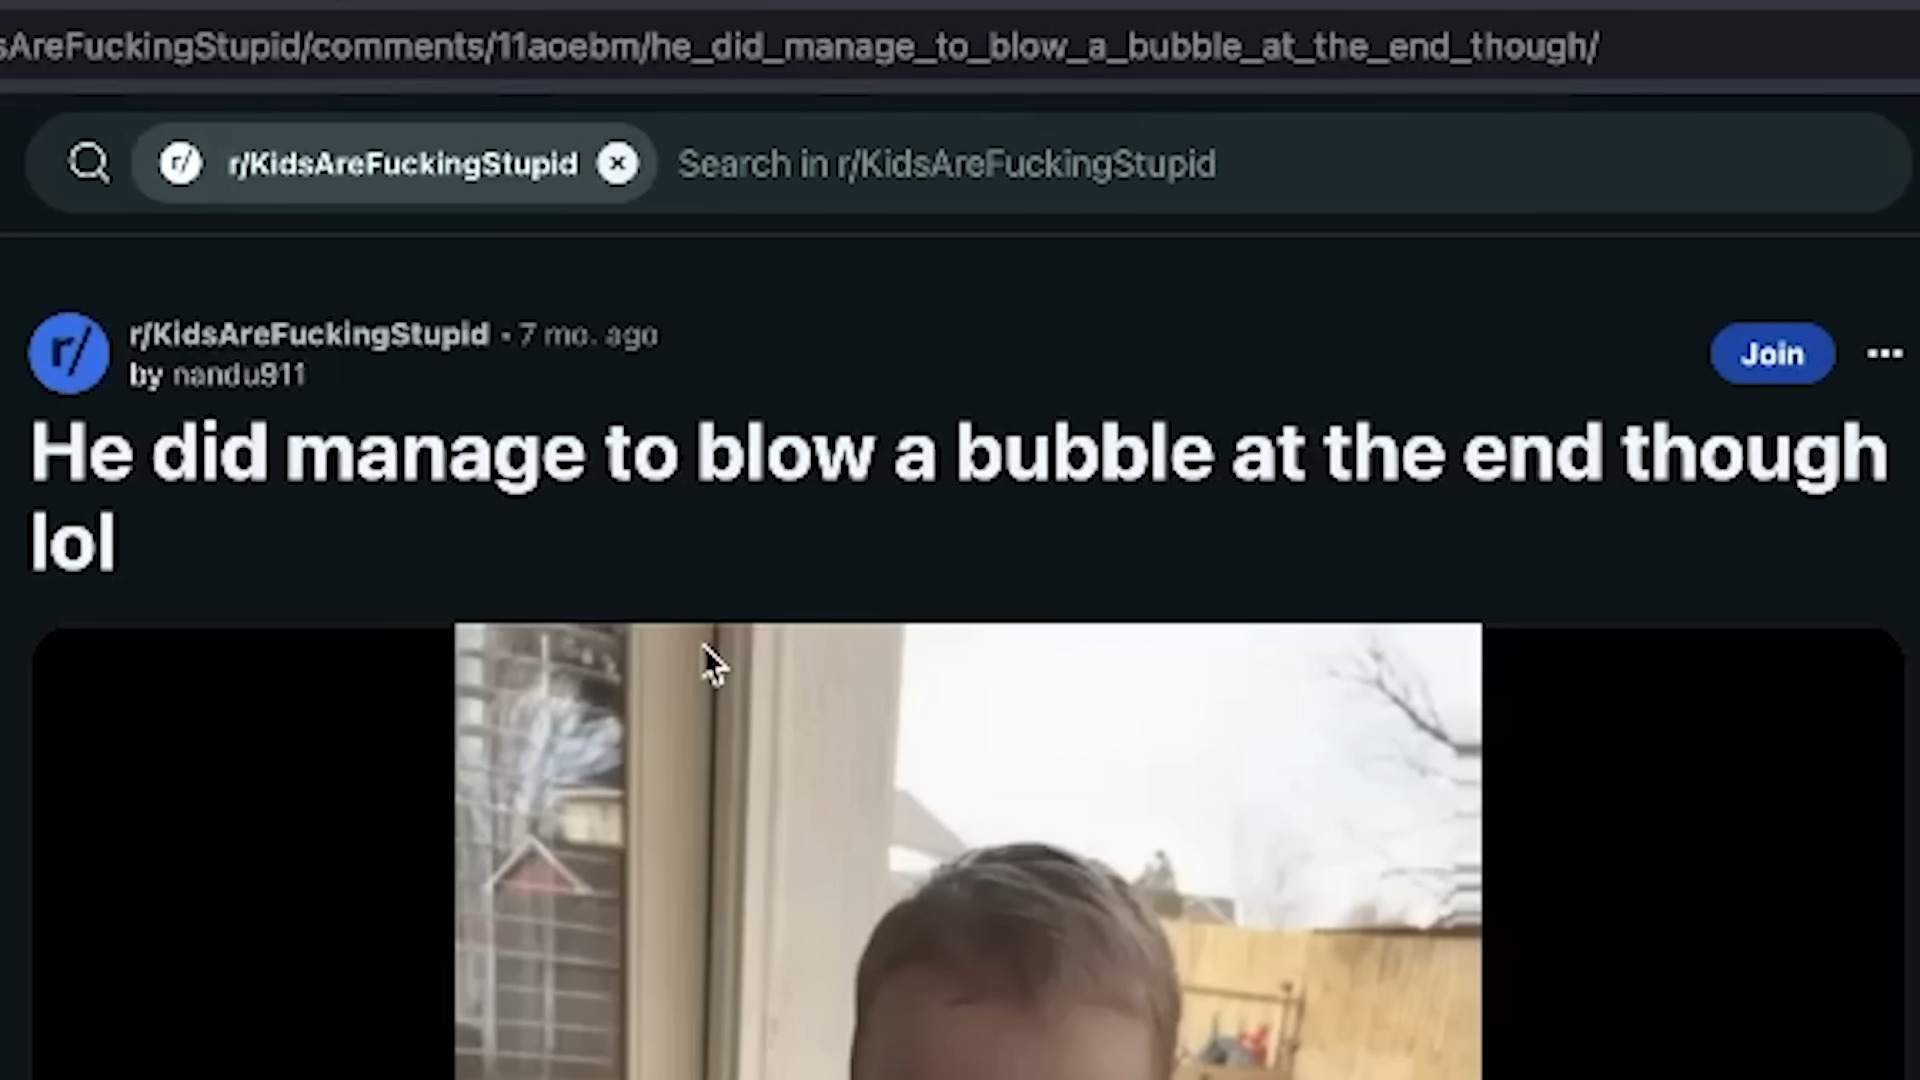 sAreFuckingStupid/comments/11aoebm/he_did_manage_to_blow_a_bubble_at_the_end_though/
r/ r/KidsAreFuckingStupid Search in r/KidsAreFuckingStupid
r/ r/KidsAreFuckingStupid • 7 mo. ago
by nandu911
Join
He did manage to blow a bubble at the end though
lol